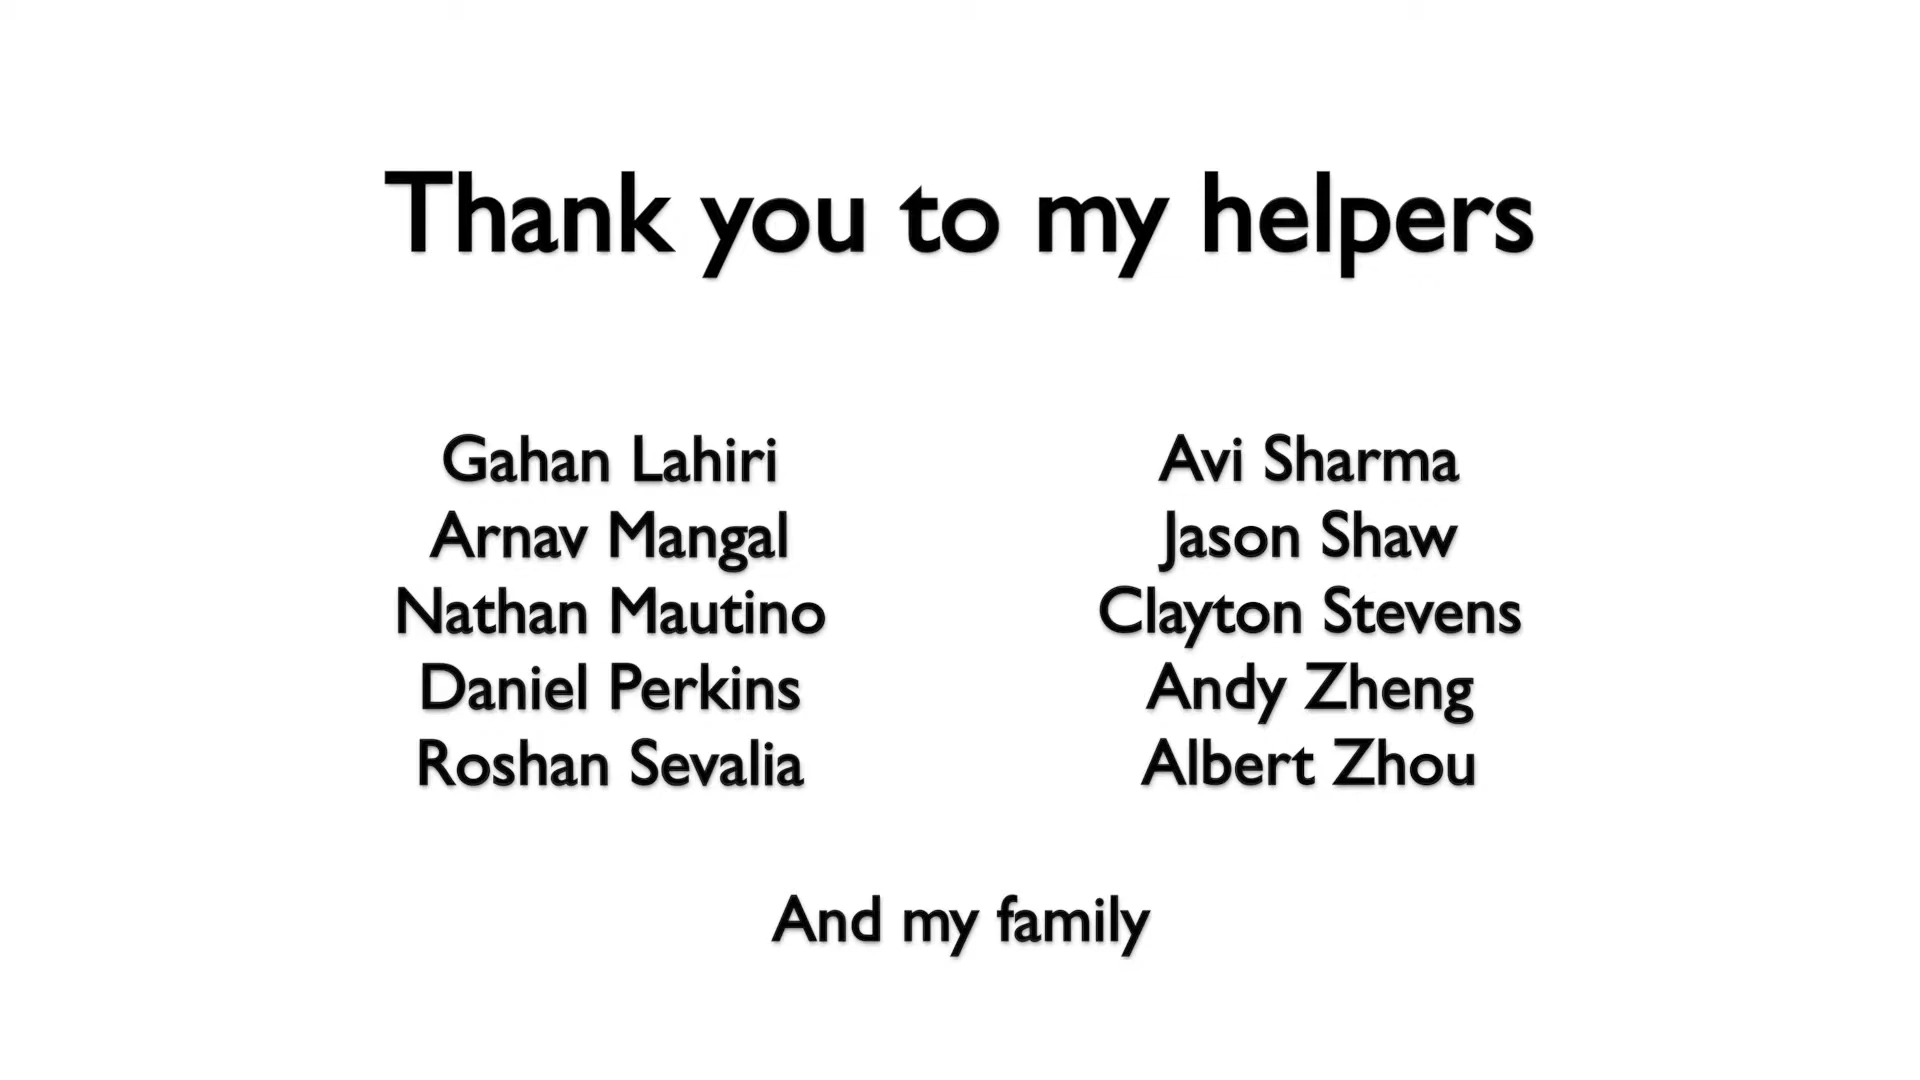 Thank you to my helpers
Gahan Lahiri
Arnav Mangal
Nathan Mautino
Daniel Perkins
Roshan Sevalia
Avi Sharma
Jason Shaw
Clayton Stevens
Andy Zheng
Albert Zhou
And my family